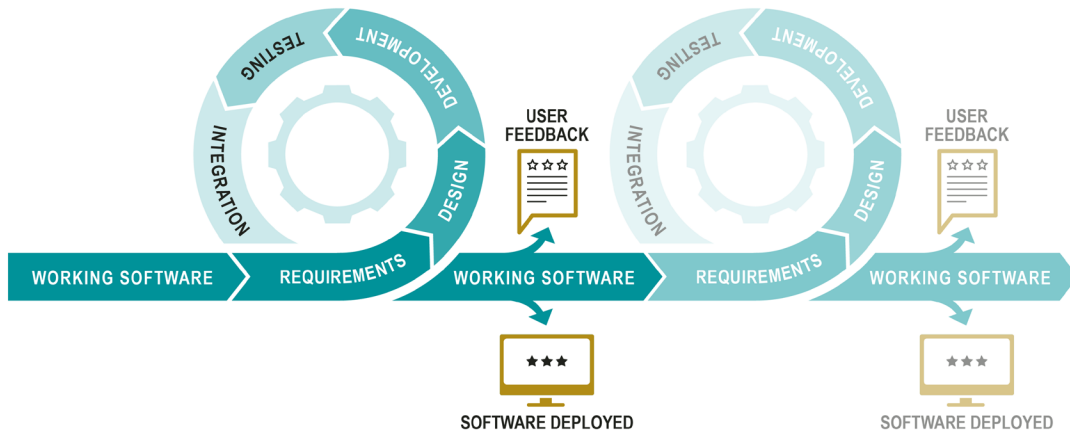 WORKING SOFTWARE
REQUIREMENTS
DESIGN
DEVELOPMENT
TESTING
INTEGRATION
WORKING SOFTWARE
USER
FEEDBACK
SOFTWARE DEPLOYED
REQUIREMENTS
DESIGN
DEVELOPMENT
TESTING
INTEGRATION
WORKING SOFTWARE
USER
FEEDBACK
SOFTWARE DEPLOYED